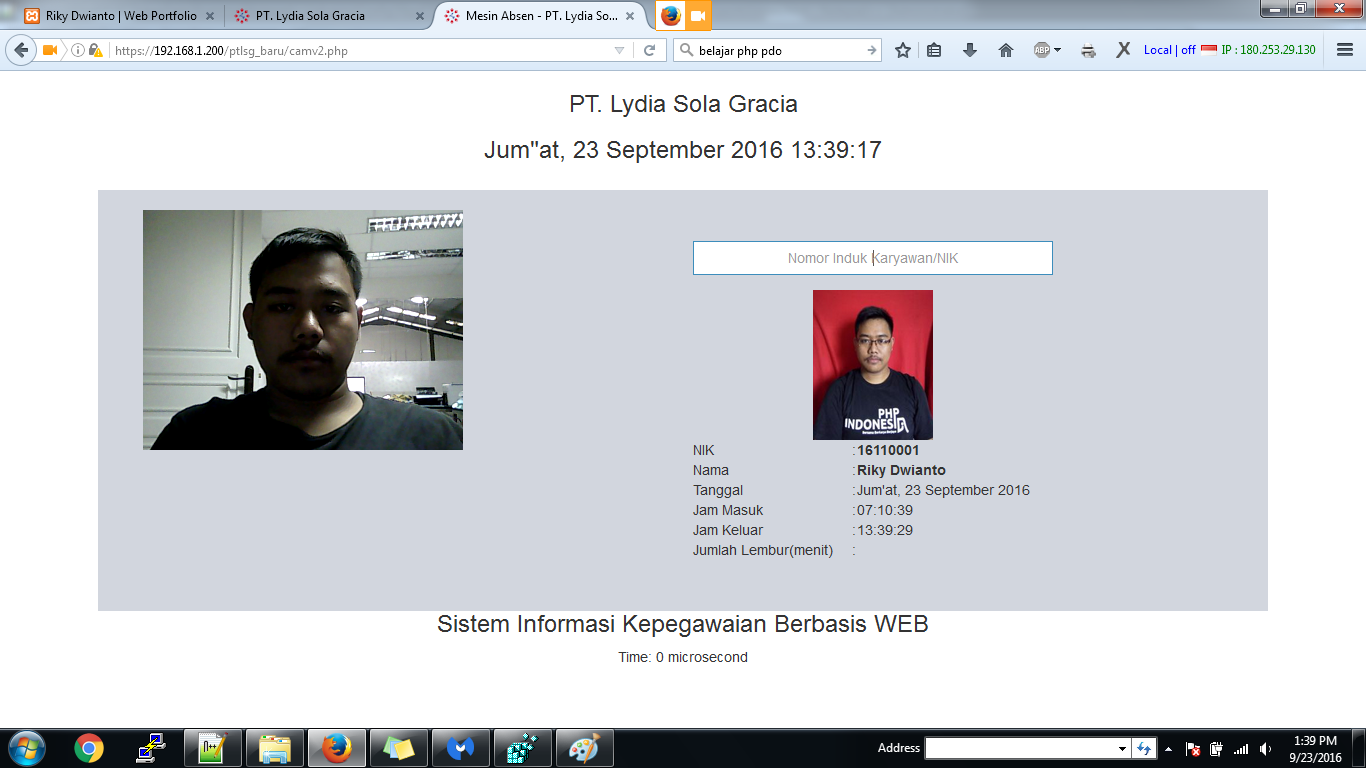 Riky Dwianto | Web Portfolio
PT. Lydia Sola Gracia
Mesin Absen - PT. Lydia So...
https://192.168.1.200/ptlsg_baru/camv2.php
belajar php pdo
ABP
Local | off
IP : 180.253.29.130
PT. Lydia Sola Gracia
Jum"at, 23 September 2016 13:39:17
Nomor Induk Karyawan/NIK
PHP
INDONESIA
NIK :16110001
Nama :Riky Dwianto
Tanggal :Jum'at, 23 September 2016
Jam Masuk :07:10:39
Jam Keluar :13:39:29
Jumlah Lembur(menit) :
Sistem Informasi Kepegawaian Berbasis WEB
Time: 0 microsecond
Address
1:39 PM
9/23/2016